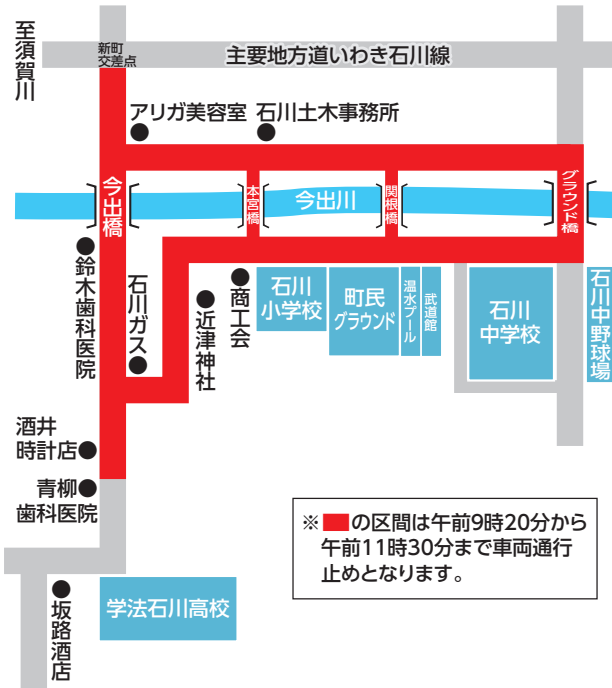 至須賀川
新町
交差点
主要地方道いわき石川線
アリガ美容室
石川土木事務所
今出橋
本宮橋
今出川
関根橋
グラウンド橋
鈴木歯科医院
石川ガス
近津神社
商工会
石川
小学校
町民
グラウンド
温水プール
武道館
石川
中学校
石川中野球場
酒井
時計店
青柳
歯科医院
※の区間は午前9時20分から
午前11時30分まで車両通行
止めとなります。
坂路酒店
学法石川高校